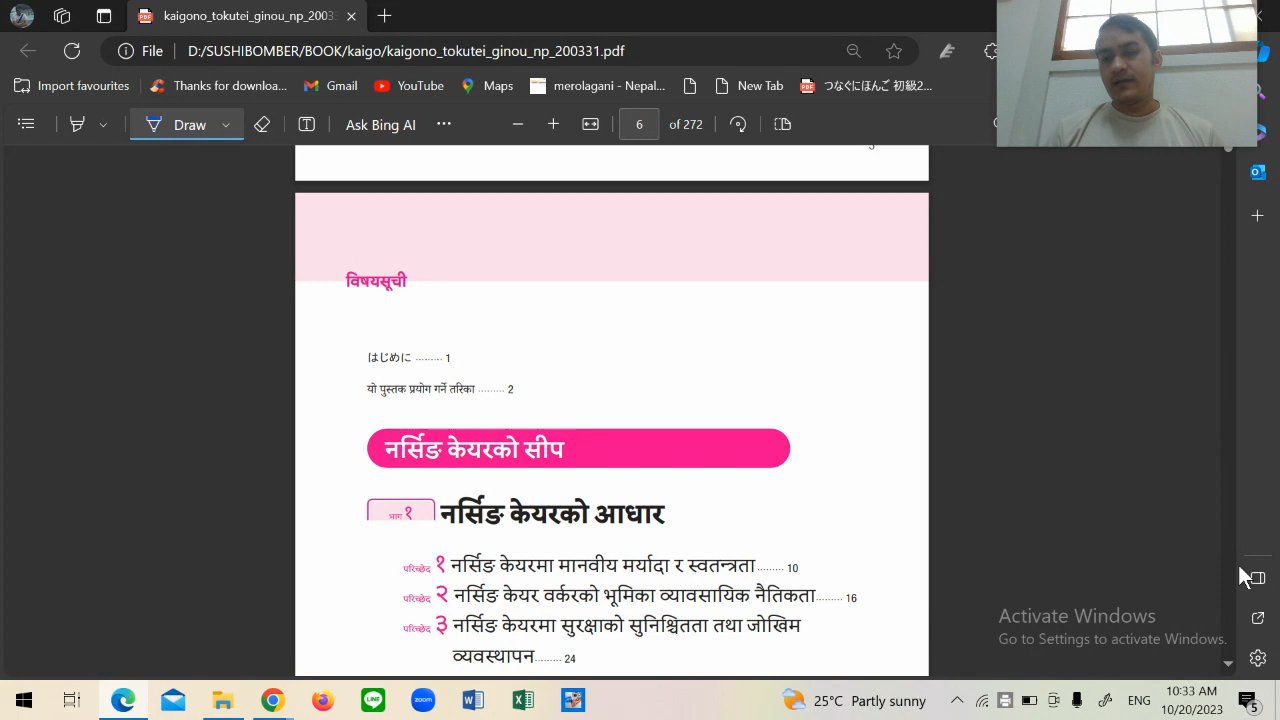 kaigono_tokutei_ginou_np_2003
File
D:/SUSHIBOMBER/BOOK/kaigo/kaigono_tokutei_ginou_np_200331.pdf
Import favourites
Thanks for downloa...
Gmail
YouTube
Maps
merolagani - Nepal...
New Tab
つなぐにほんご 初級2...
Draw
Ask Bing AI
6
of 272
विषयसूची
はじめに ......... 1
यो पुस्तक प्रयोग गर्ने तरिका ......... 2
नर्सिङ केयरको सीप
भाग १ नर्सिङ केयरको आधार
परिच्छेद १ नर्सिङ केयरमा मानवीय मर्यादा र स्वतन्त्रता ......... 10
परिच्छेद २ नर्सिङ केयर वर्करको भूमिका व्यावसायिक नैतिकता ......... 16
परिच्छेद ३ नर्सिङ केयरमा सुरक्षाको सुनिश्चितता तथा जोखिम
व्यवस्थापन ......... 24
Activate Windows
Go to Settings to activate Windows.
LINE
zoom
25°C Partly sunny
ENG
10:33 AM
10/20/2023
5